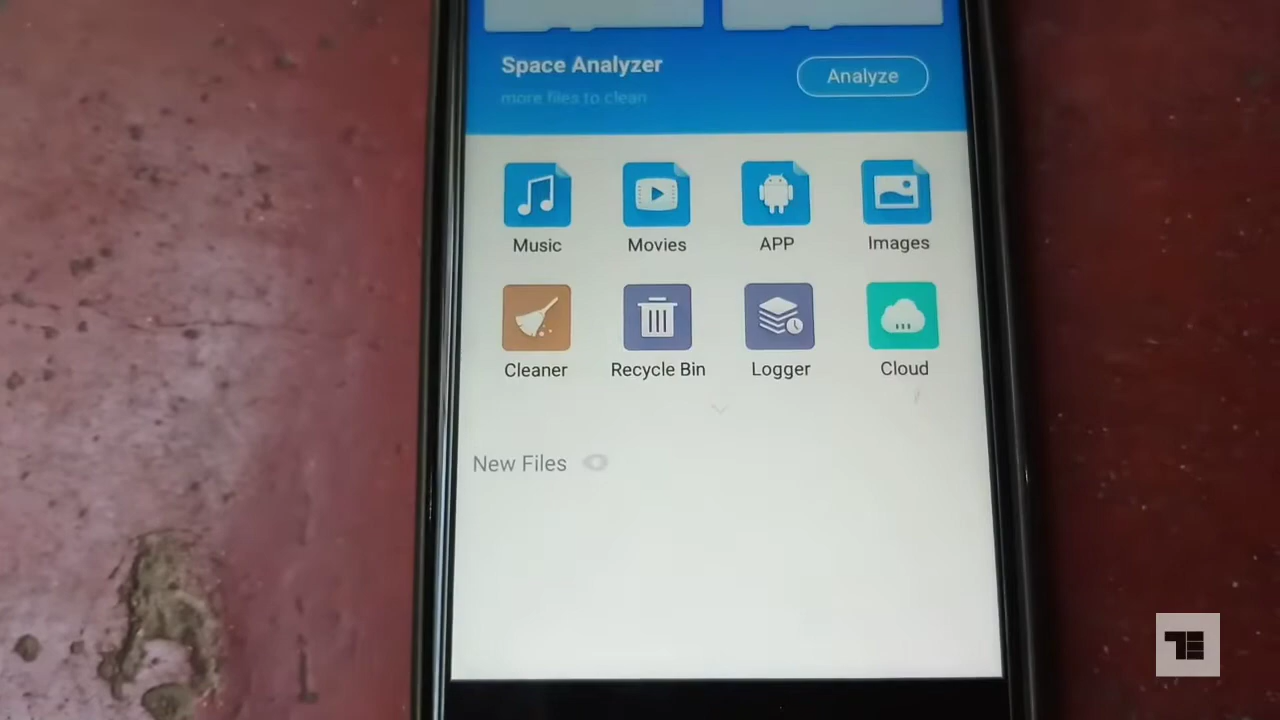 Space Analyzer
more files to clean
Analyze
Music
Movies
APP
Images
Cleaner
Recycle Bin
Logger
Cloud
New Files